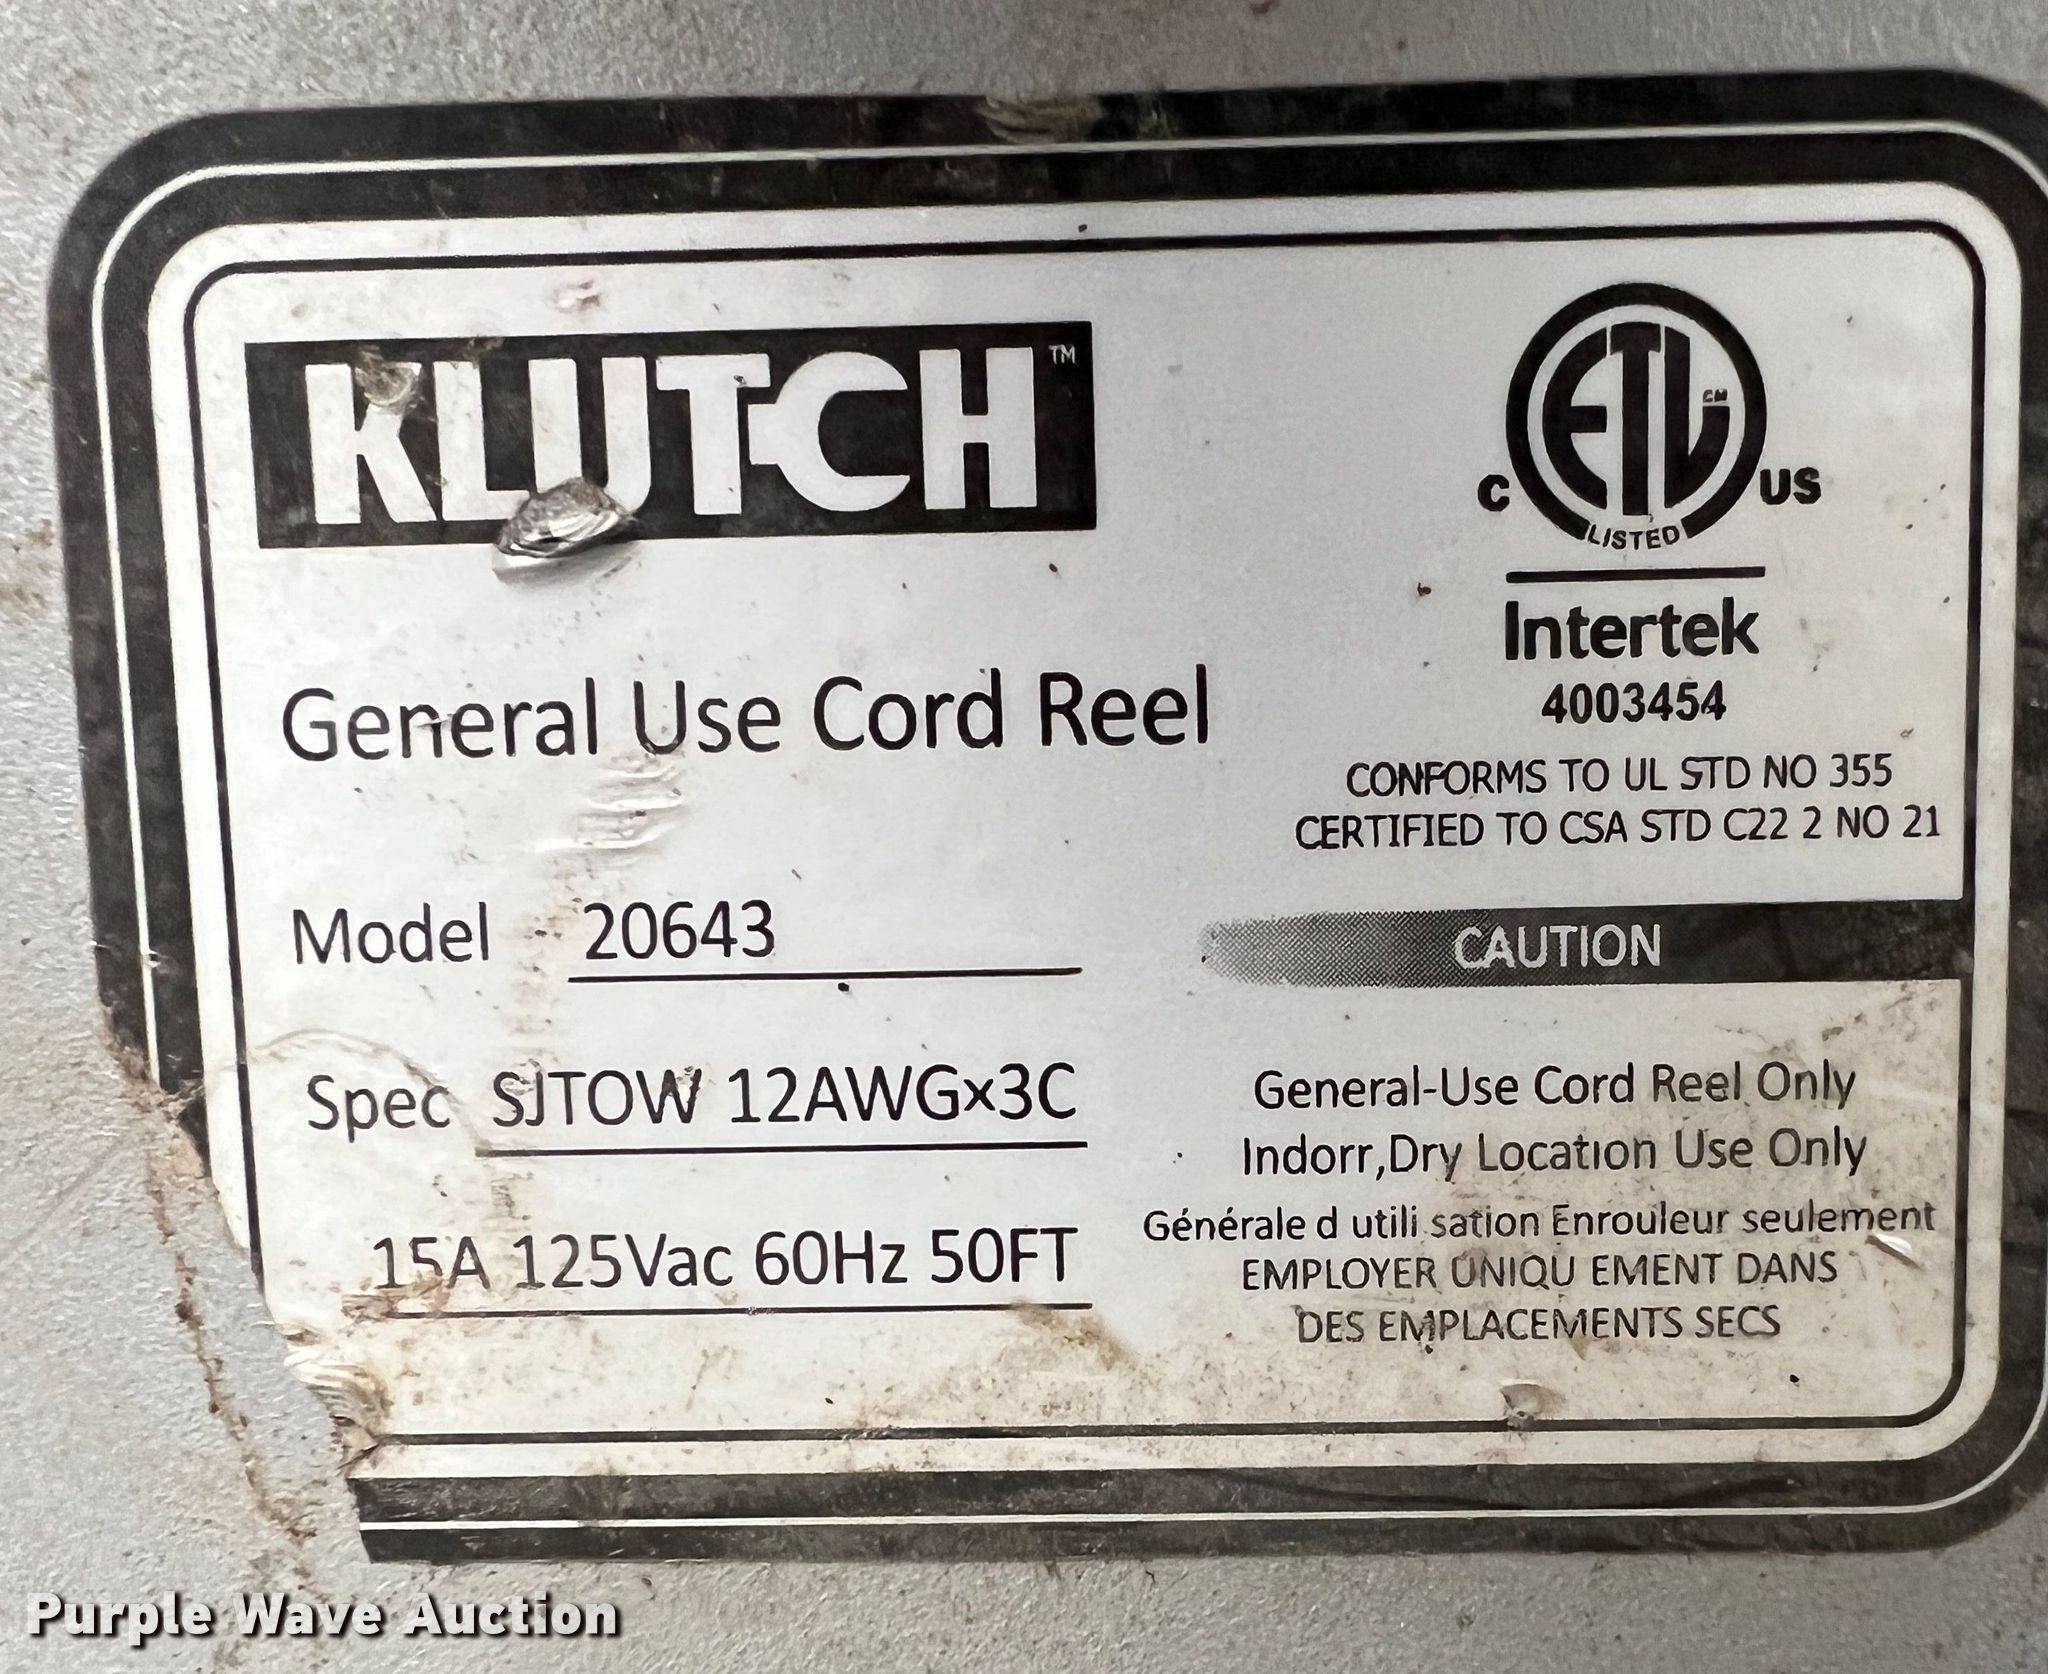 KLUTCH™
General Use Cord Reel
Model 20643
Spec SJTOW 12AWG×3C
15A 125Vac 60Hz 50FT
ETL CM
C US
LISTED
Intertek
4003454
CONFORMS TO UL STD NO 355
CERTIFIED TO CSA STD C22 2 NO 21
CAUTION
General-Use Cord Reel Only
Indorr,Dry Location Use Only
Générale d utili sation Enrouleur seulement
EMPLOYER UNIQU EMENT DANS
DES EMPLACEMENTS SECS
Purple Wave Auction